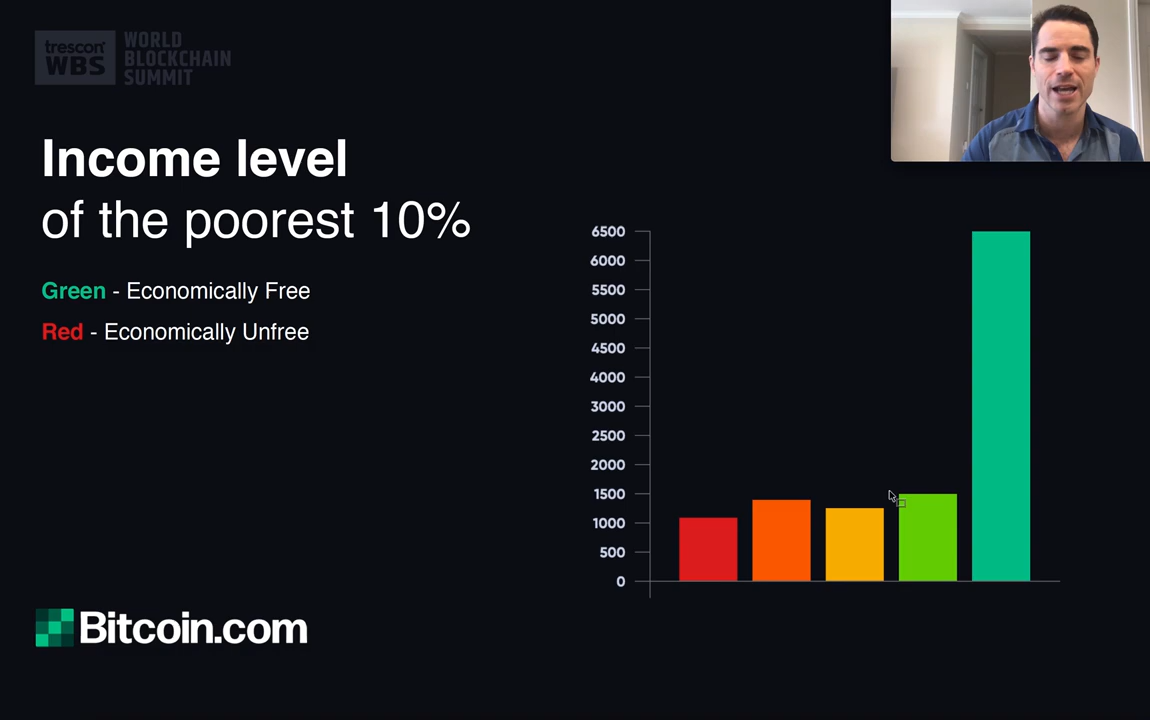 trescon
WBS
WORLD
BLOCKCHAIN
SUMMIT
Income level
of the poorest 10%
Green - Economically Free
Red - Economically Unfree
6500
6000
5500
5000
4500
4000
3000
2500
2000
1500
1000
500
0
Bitcoin.com